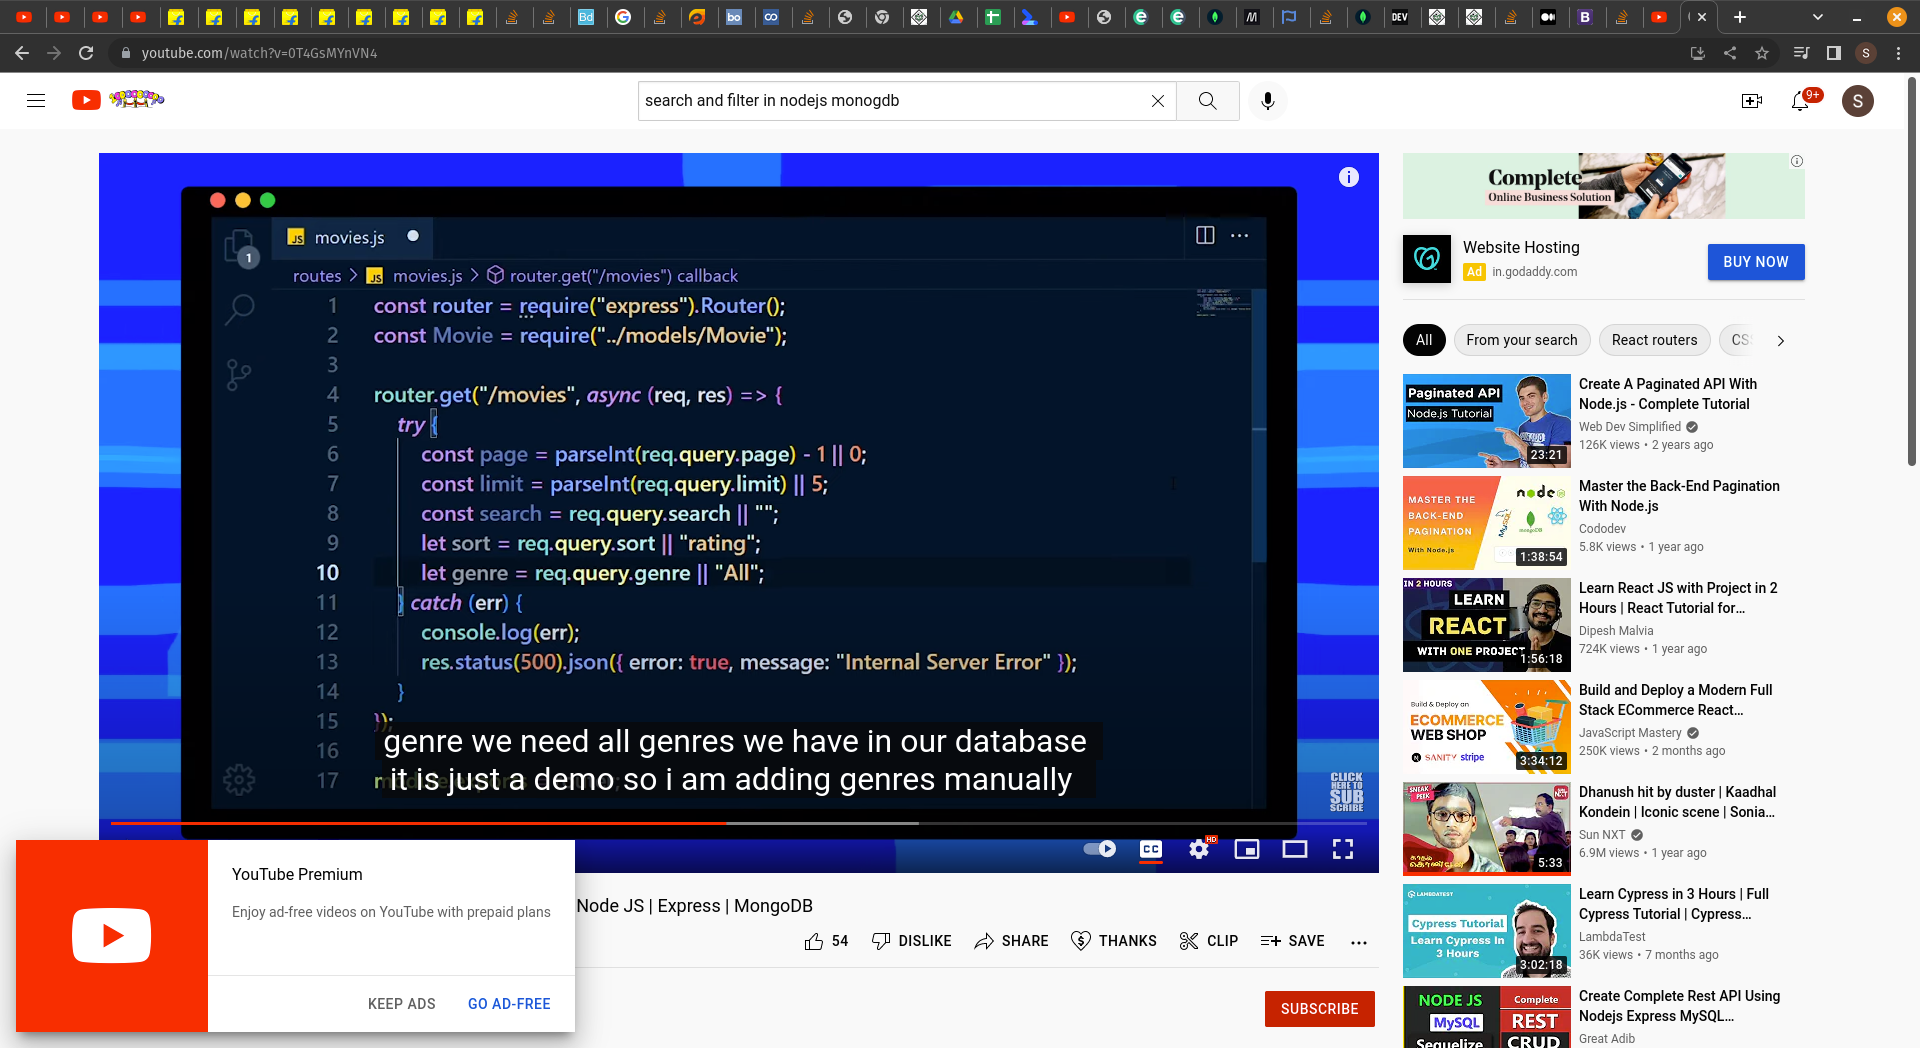 Bd
bo
DEV
B
youtube.com/watch?v=0T4GsMYnVN4
S
search and filter in nodejs monogdb
9+
S
movies.js
1
routes > movies.js > router.get("/movies") callback
1 const router = require("express").Router();
2 const Movie = require("../models/Movie");
3
4 router.get("/movies", async (req, res) => {
5 try {
6 const page = parseInt(req.query.page) - 1 || 0;
7 const limit = parseInt(req.query.limit) || 5;
8 const search = req.query.search || "";
9 let sort = req.query.sort || "rating";
10 let genre = req.query.genre || "All";
11 } catch (err) {
12 console.log(err);
13 res.status(500).json({ error: true, message: "Internal Server Error" });
14 }
15 });
16
17
genre we need all genres we have in our database
it is just a demo so i am adding genres manually
CLICK
HERE TO
SUB
SCRIBE
CC
HD
YouTube Premium
Enjoy ad-free videos on YouTube with prepaid plans
KEEP ADS
GO AD-FREE
Node JS | Express | MongoDB
54
DISLIKE
SHARE
THANKS
CLIP
SAVE
SUBSCRIBE
Complete
Online Business Solution
Website Hosting
Ad in.godaddy.com
BUY NOW
All
From your search
React routers
Paginated API
Node.js Tutorial
23:21
Create A Paginated API With
Node.js - Complete Tutorial
Web Dev Simplified
126K views • 2 years ago
MASTER THE
BACK-END
PAGINATION
With Node.js
node
MySQL
mongoDB
1:38:54
Master the Back-End Pagination
With Node.js
Cododev
5.8K views • 1 year ago
IN 2 HOURS
LEARN
REACT
WITH ONE PROJECT
1:56:18
Learn React JS with Project in 2
Hours | React Tutorial for...
Dipesh Malvia
724K views • 1 year ago
Build & Deploy an
ECOMMERCE
WEB SHOP
SANITY stripe
3:34:12
Build and Deploy a Modern Full
Stack ECommerce React...
JavaScript Mastery
250K views • 2 months ago
SNEAK
PEEK
5:33
Dhanush hit by duster | Kaadhal
Kondein | Iconic scene | Sonia...
Sun NXT
6.9M views • 1 year ago
LAMBDATEST
Cypress Tutorial
Learn Cypress In
3 Hours
3:02:18
Learn Cypress in 3 Hours | Full
Cypress Tutorial | Cypress...
LambdaTest
36K views • 7 months ago
NODE JS
MySQL
Sequelize
Complete
REST
CRUD
Create Complete Rest API Using
Nodejs Express MySQL...
Great Adib